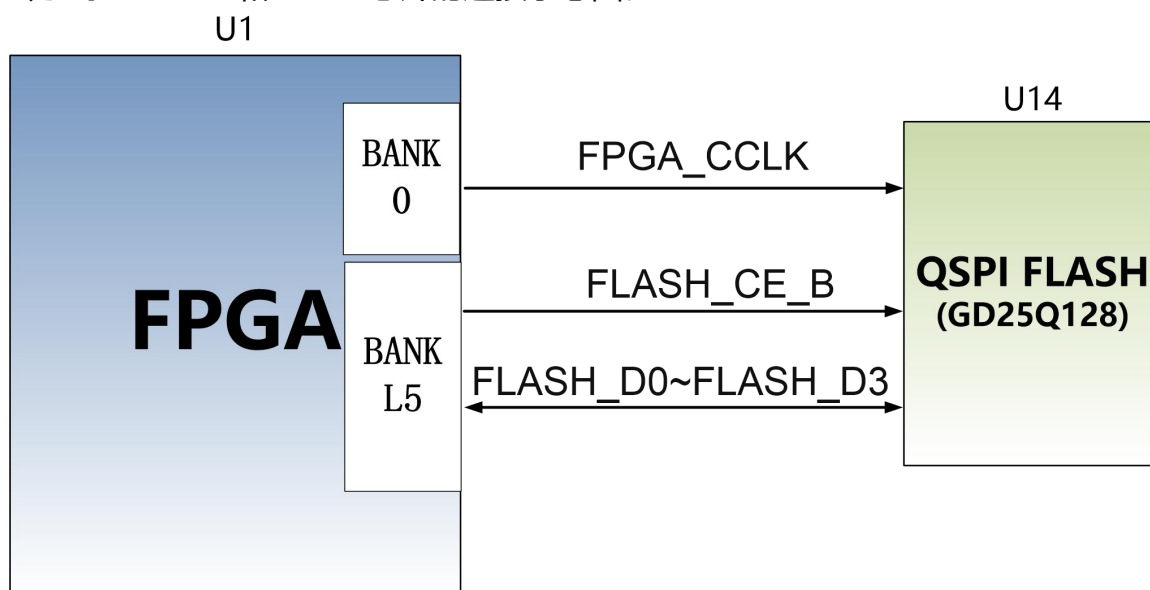 U1
U14
BANK
0
FPGA_CCLK
FPGA
BANK
L5
FLASH_CE_B
FLASH_D0~FLASH_D3
QSPI FLASH
(GD25Q128)